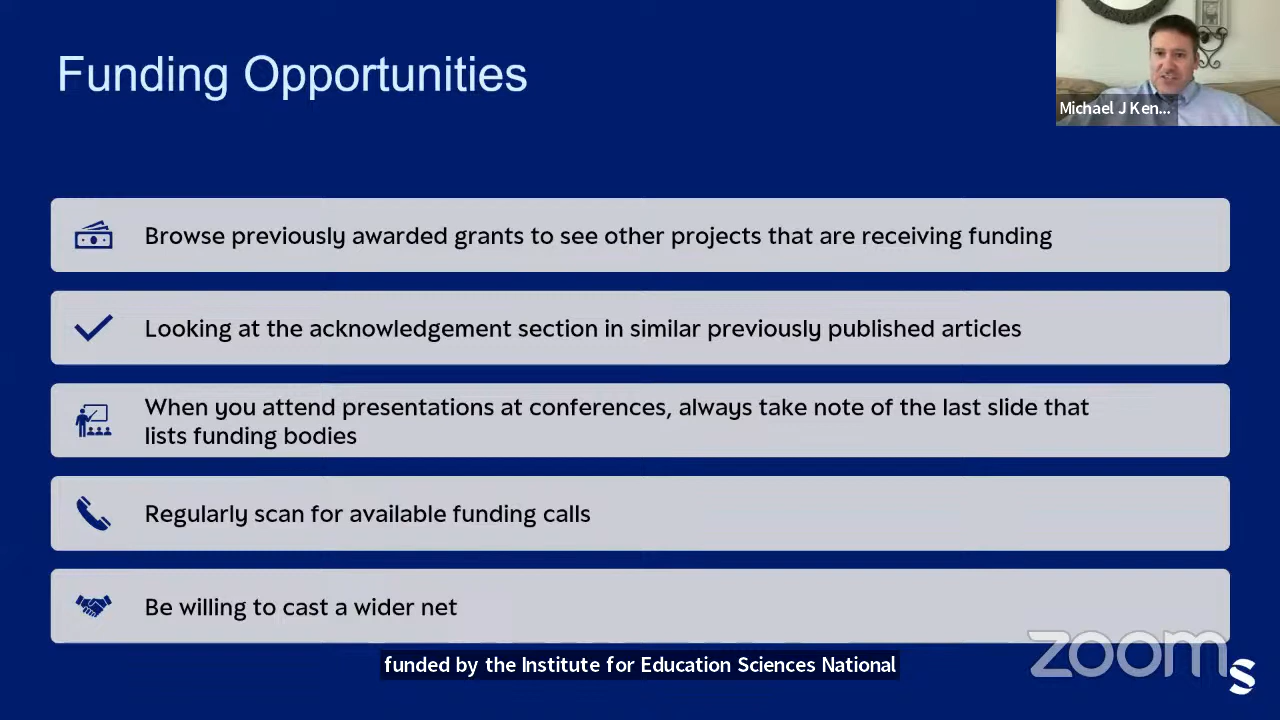 Funding Opportunities
Michael J Ken...
Browse previously awarded grants to see other projects that are receiving funding
Looking at the acknowledgement section in similar previously published articles
When you attend presentations at conferences, always take note of the last slide that
lists funding bodies
Regularly scan for available funding calls
Be willing to cast a wider net
zoom
S
funded by the Institute for Education Sciences National